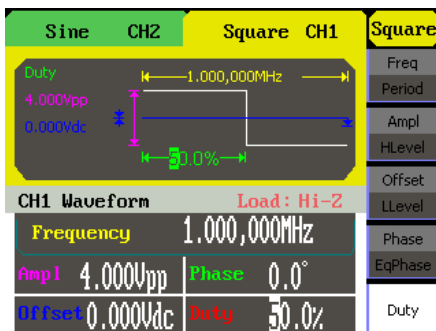 Sine CH2
Square CH1
Square
Duty
1.000,000MHz
4.000Vpp
0.000Vdc
50.0%
Freq
Period
Ampl
HLevel
Offset
LLevel
Phase
EqPhase
Duty
CH1 Waveform Load: Hi-Z
Frequency 1.000,000MHz
Ampl 4.000Vpp Phase 0.0°
Offset 0.000Vdc Duty 50.0%